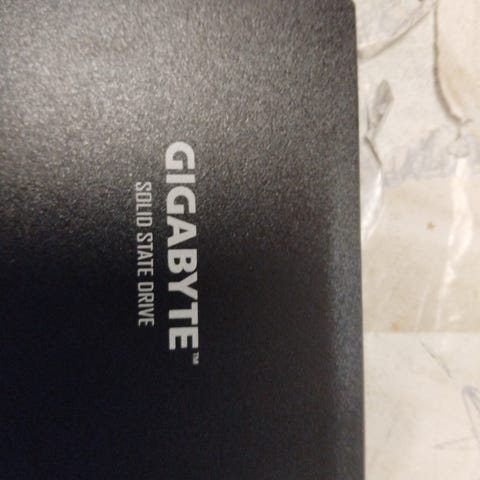 GIGABYTE™
SOLID STATE DRIVE